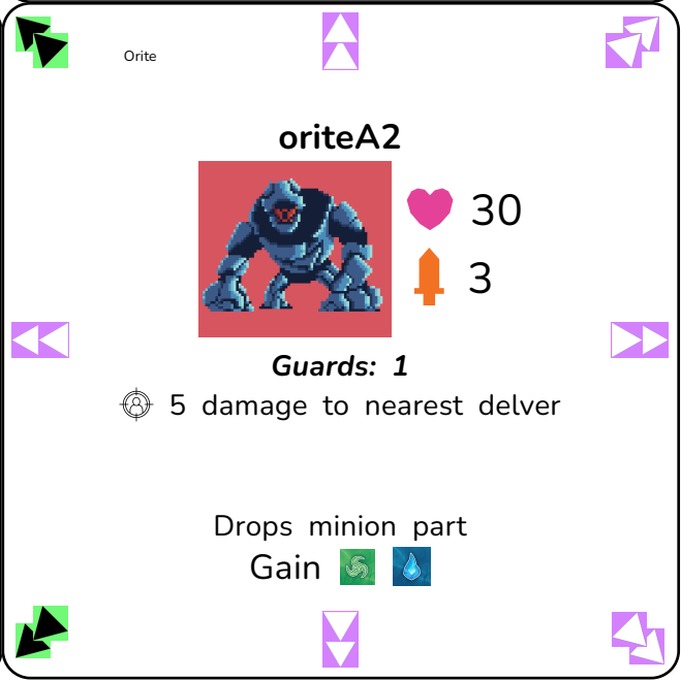 Orite
oriteA2
30
3
Guards: 1
5 damage to nearest delver
Drops minion part
Gain